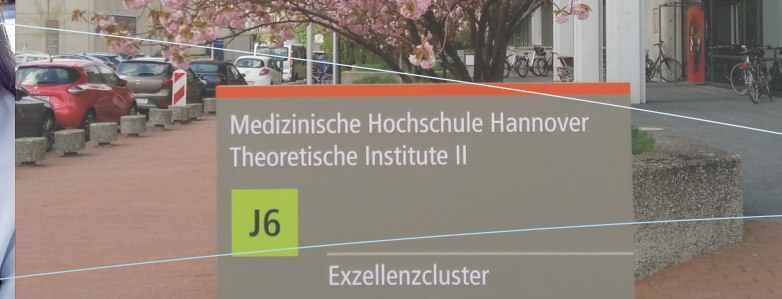 Medizinische Hochschule Hannover
Theoretische Institute II
J6
Exzellenzcluster